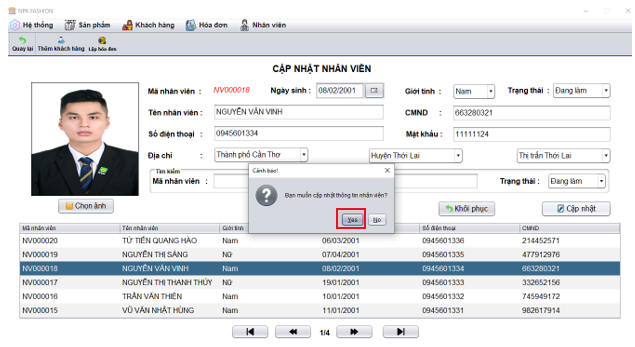 NPK FASHION
Hệ thống Sản phẩm Khách hàng Hóa đơn Nhân viên
Quay lại Thêm khách hàng Lập hóa đơn
CẬP NHẬT NHÂN VIÊN
Mã nhân viên : NV000018 Ngày sinh : 08/02/2001 Giới tính : Nam Trạng thái : Đang làm
Tên nhân viên : NGUYỄN VĂN VINH CMND : 663280321
Số điện thoại : 0945601334 Mật khẩu : 11111124
Địa chỉ : Thành phố Cần Thơ Huyện Thới Lai Thị trấn Thới Lai
Tìm kiếm
Mã nhân viên : Trạng thái : Đang làm
Cảnh báo!
Bạn muốn cập nhật thông tin nhân viên?
Yes No
Chọn ảnh Khôi phục Cập nhật
Mã nhân viên Tên nhân viên Giới tính Số điện thoại CMND
NV000020 TỪ TIẾN QUANG HÀO Nam 06/03/2001 0945601336 214452571
NV000019 NGUYỄN THỊ SÁNG Nữ 07/04/2001 0945601335 477912976
NV000018 NGUYỄN VĂN VINH Nam 08/02/2001 0945601334 663280321
NV000017 NGUYỄN THỊ THANH THÚY Nữ 19/01/2001 0945601333 332652156
NV000016 TRẦN VĂN THIÊN Nam 10/01/2001 0945601332 745949172
NV000015 VŨ VĂN NHẬT HÙNG Nam 11/01/2001 0945601331 982617914
1/4